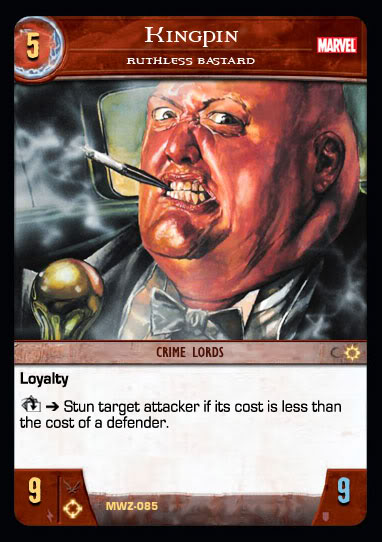 5
KINGPIN
MARVEL
RUTHLESS BASTARD
CRIME LORDS
C
Loyalty
➔ Stun target attacker if its cost is less than
the cost of a defender.
9
MWZ-085
9